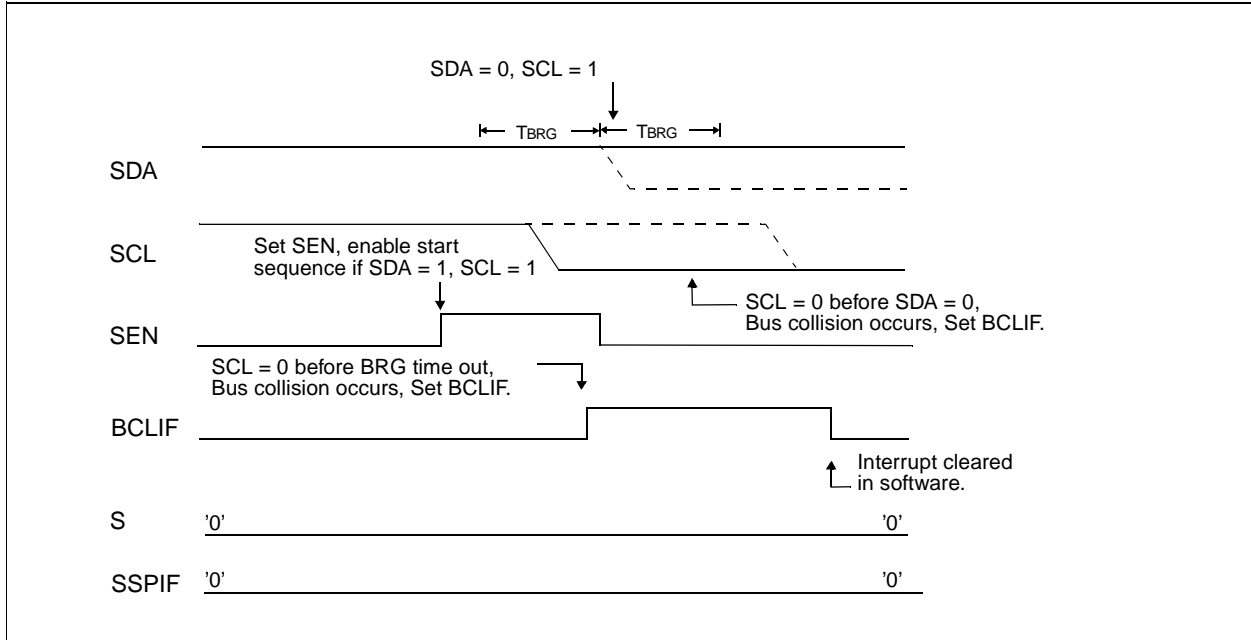 SDA = 0, SCL = 1
TBRG TBRG
SDA
SCL
Set SEN, enable start
sequence if SDA = 1, SCL = 1
SCL = 0 before SDA = 0,
Bus collision occurs, Set BCLIF.
SEN
SCL = 0 before BRG time out,
Bus collision occurs, Set BCLIF.
BCLIF
Interrupt cleared
in software.
S '0' '0'
SSPIF '0' '0'